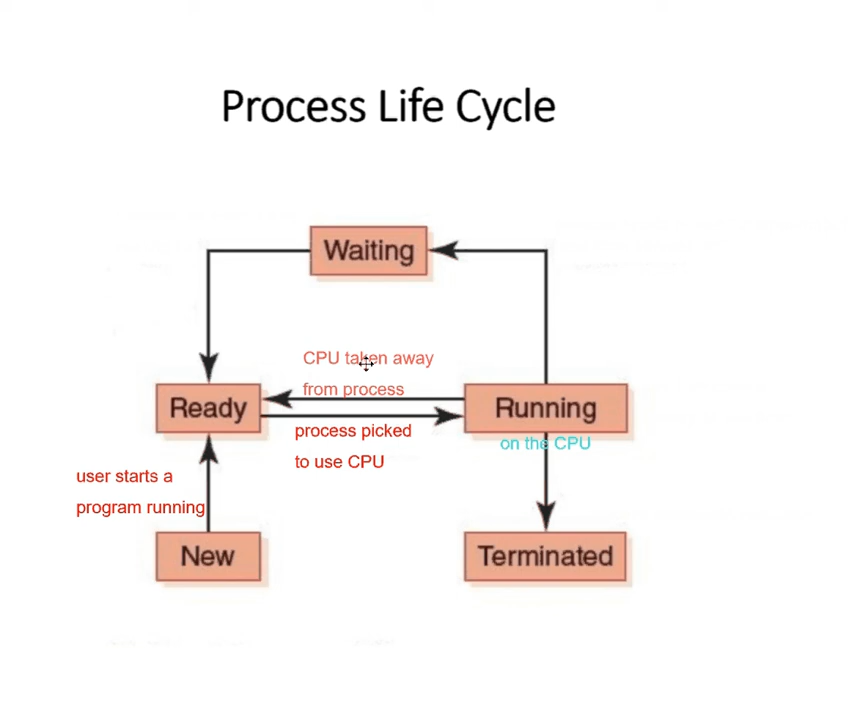 Process Life Cycle
Waiting
CPU taken away
from process
Ready
Running
process picked
to use CPU
on the CPU
user starts a
program running
New
Terminated